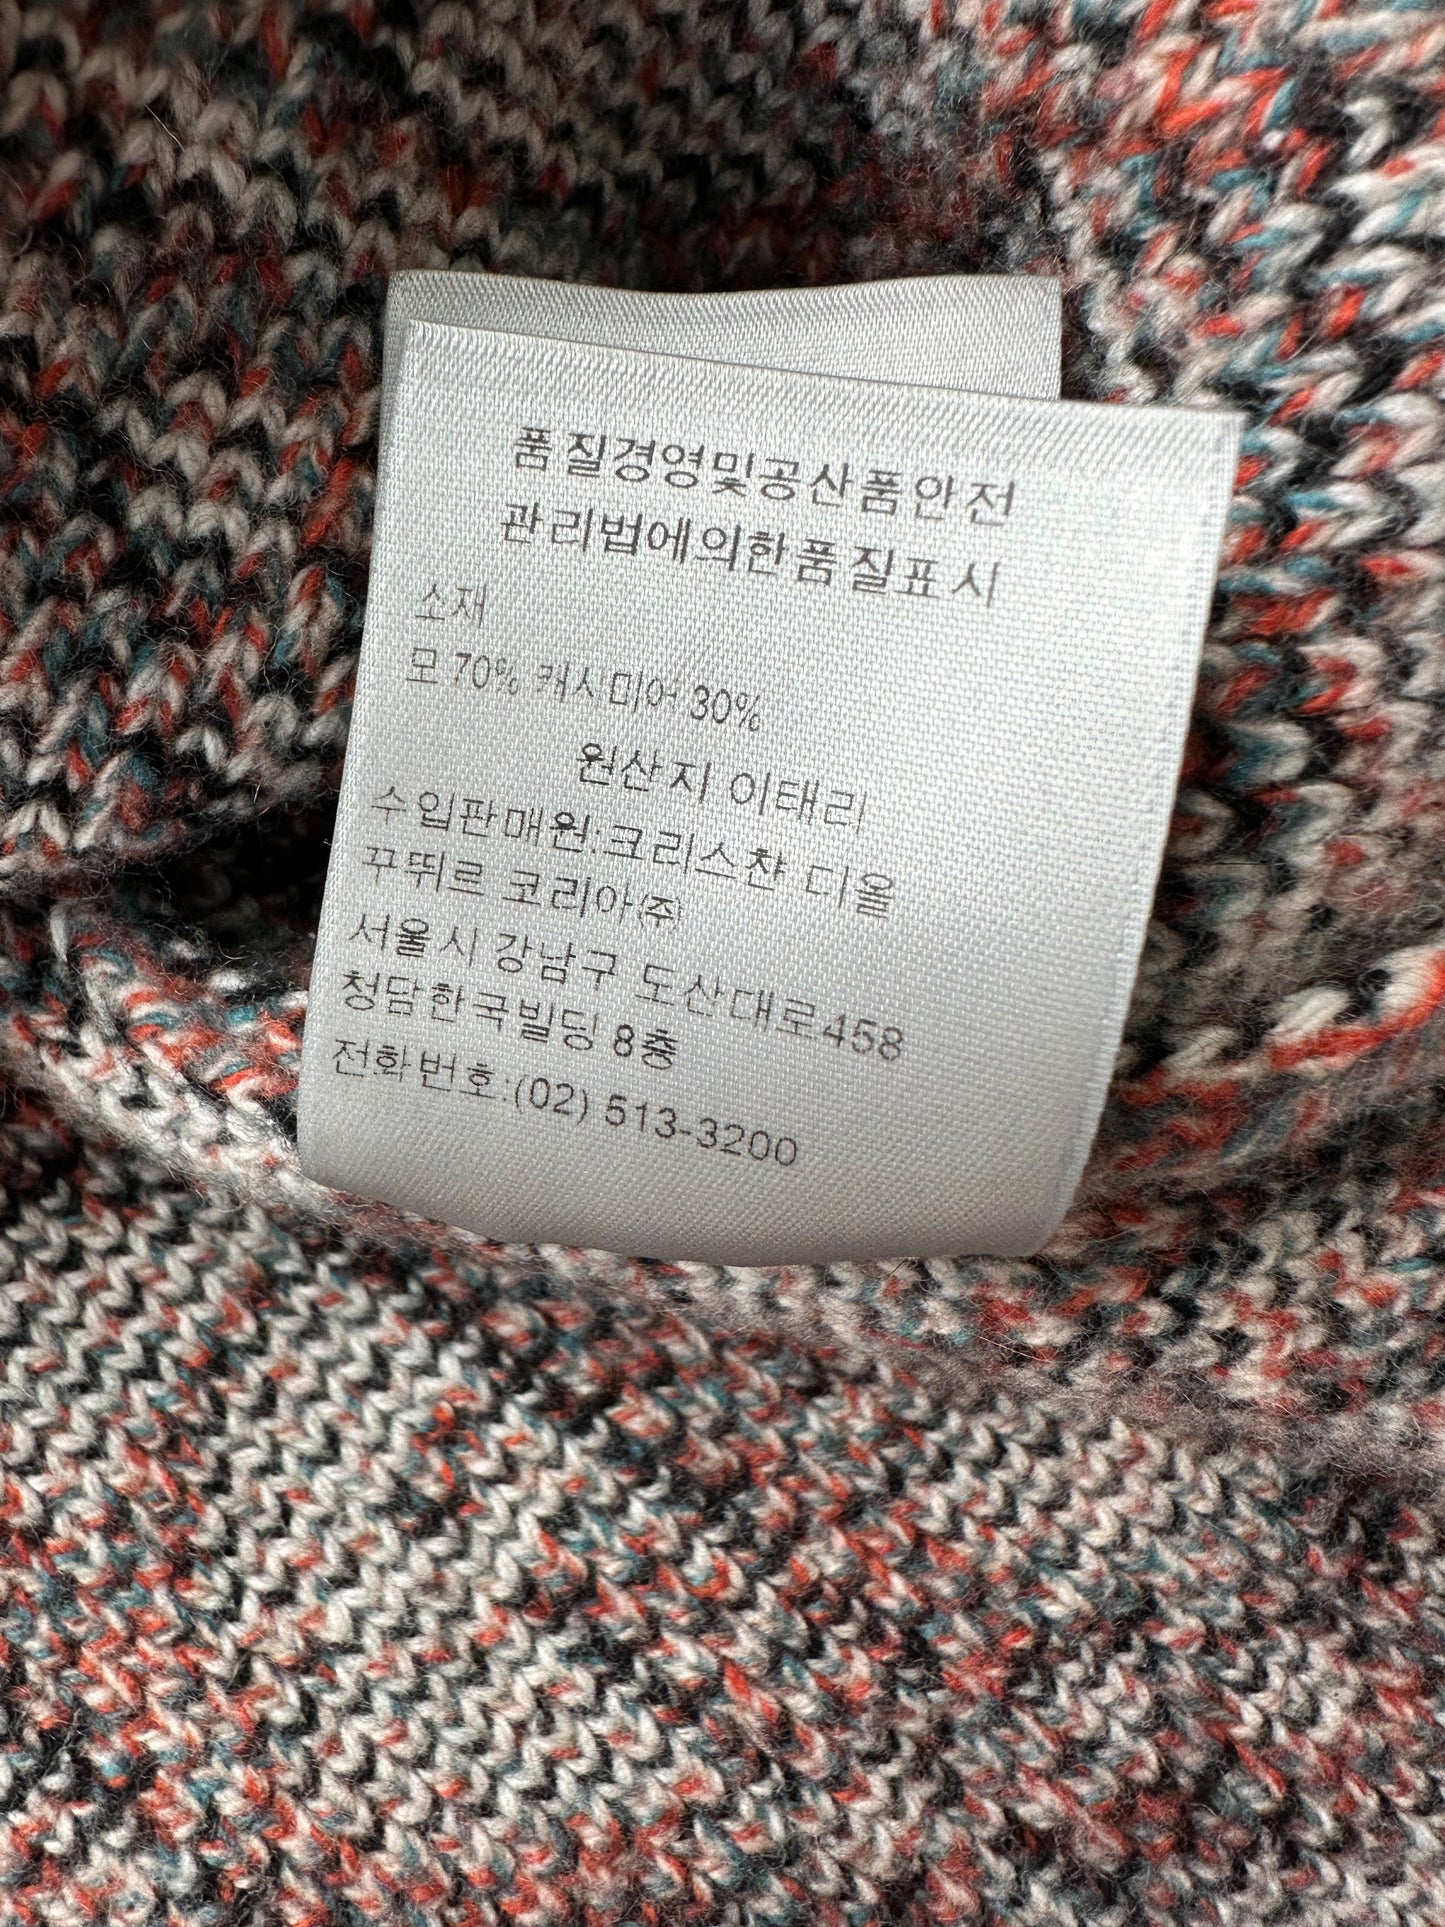 품질경영및공산품안전
관리법에의한품질표시
소재
모 70% 캐시미어 30%
원산지 이태리
수입판매원:크리스챤 디올
꾸뛰르 코리아(주)
서울시 강남구 도산대로458
청담한국빌딩 8층
전화번호:(02) 513-3200